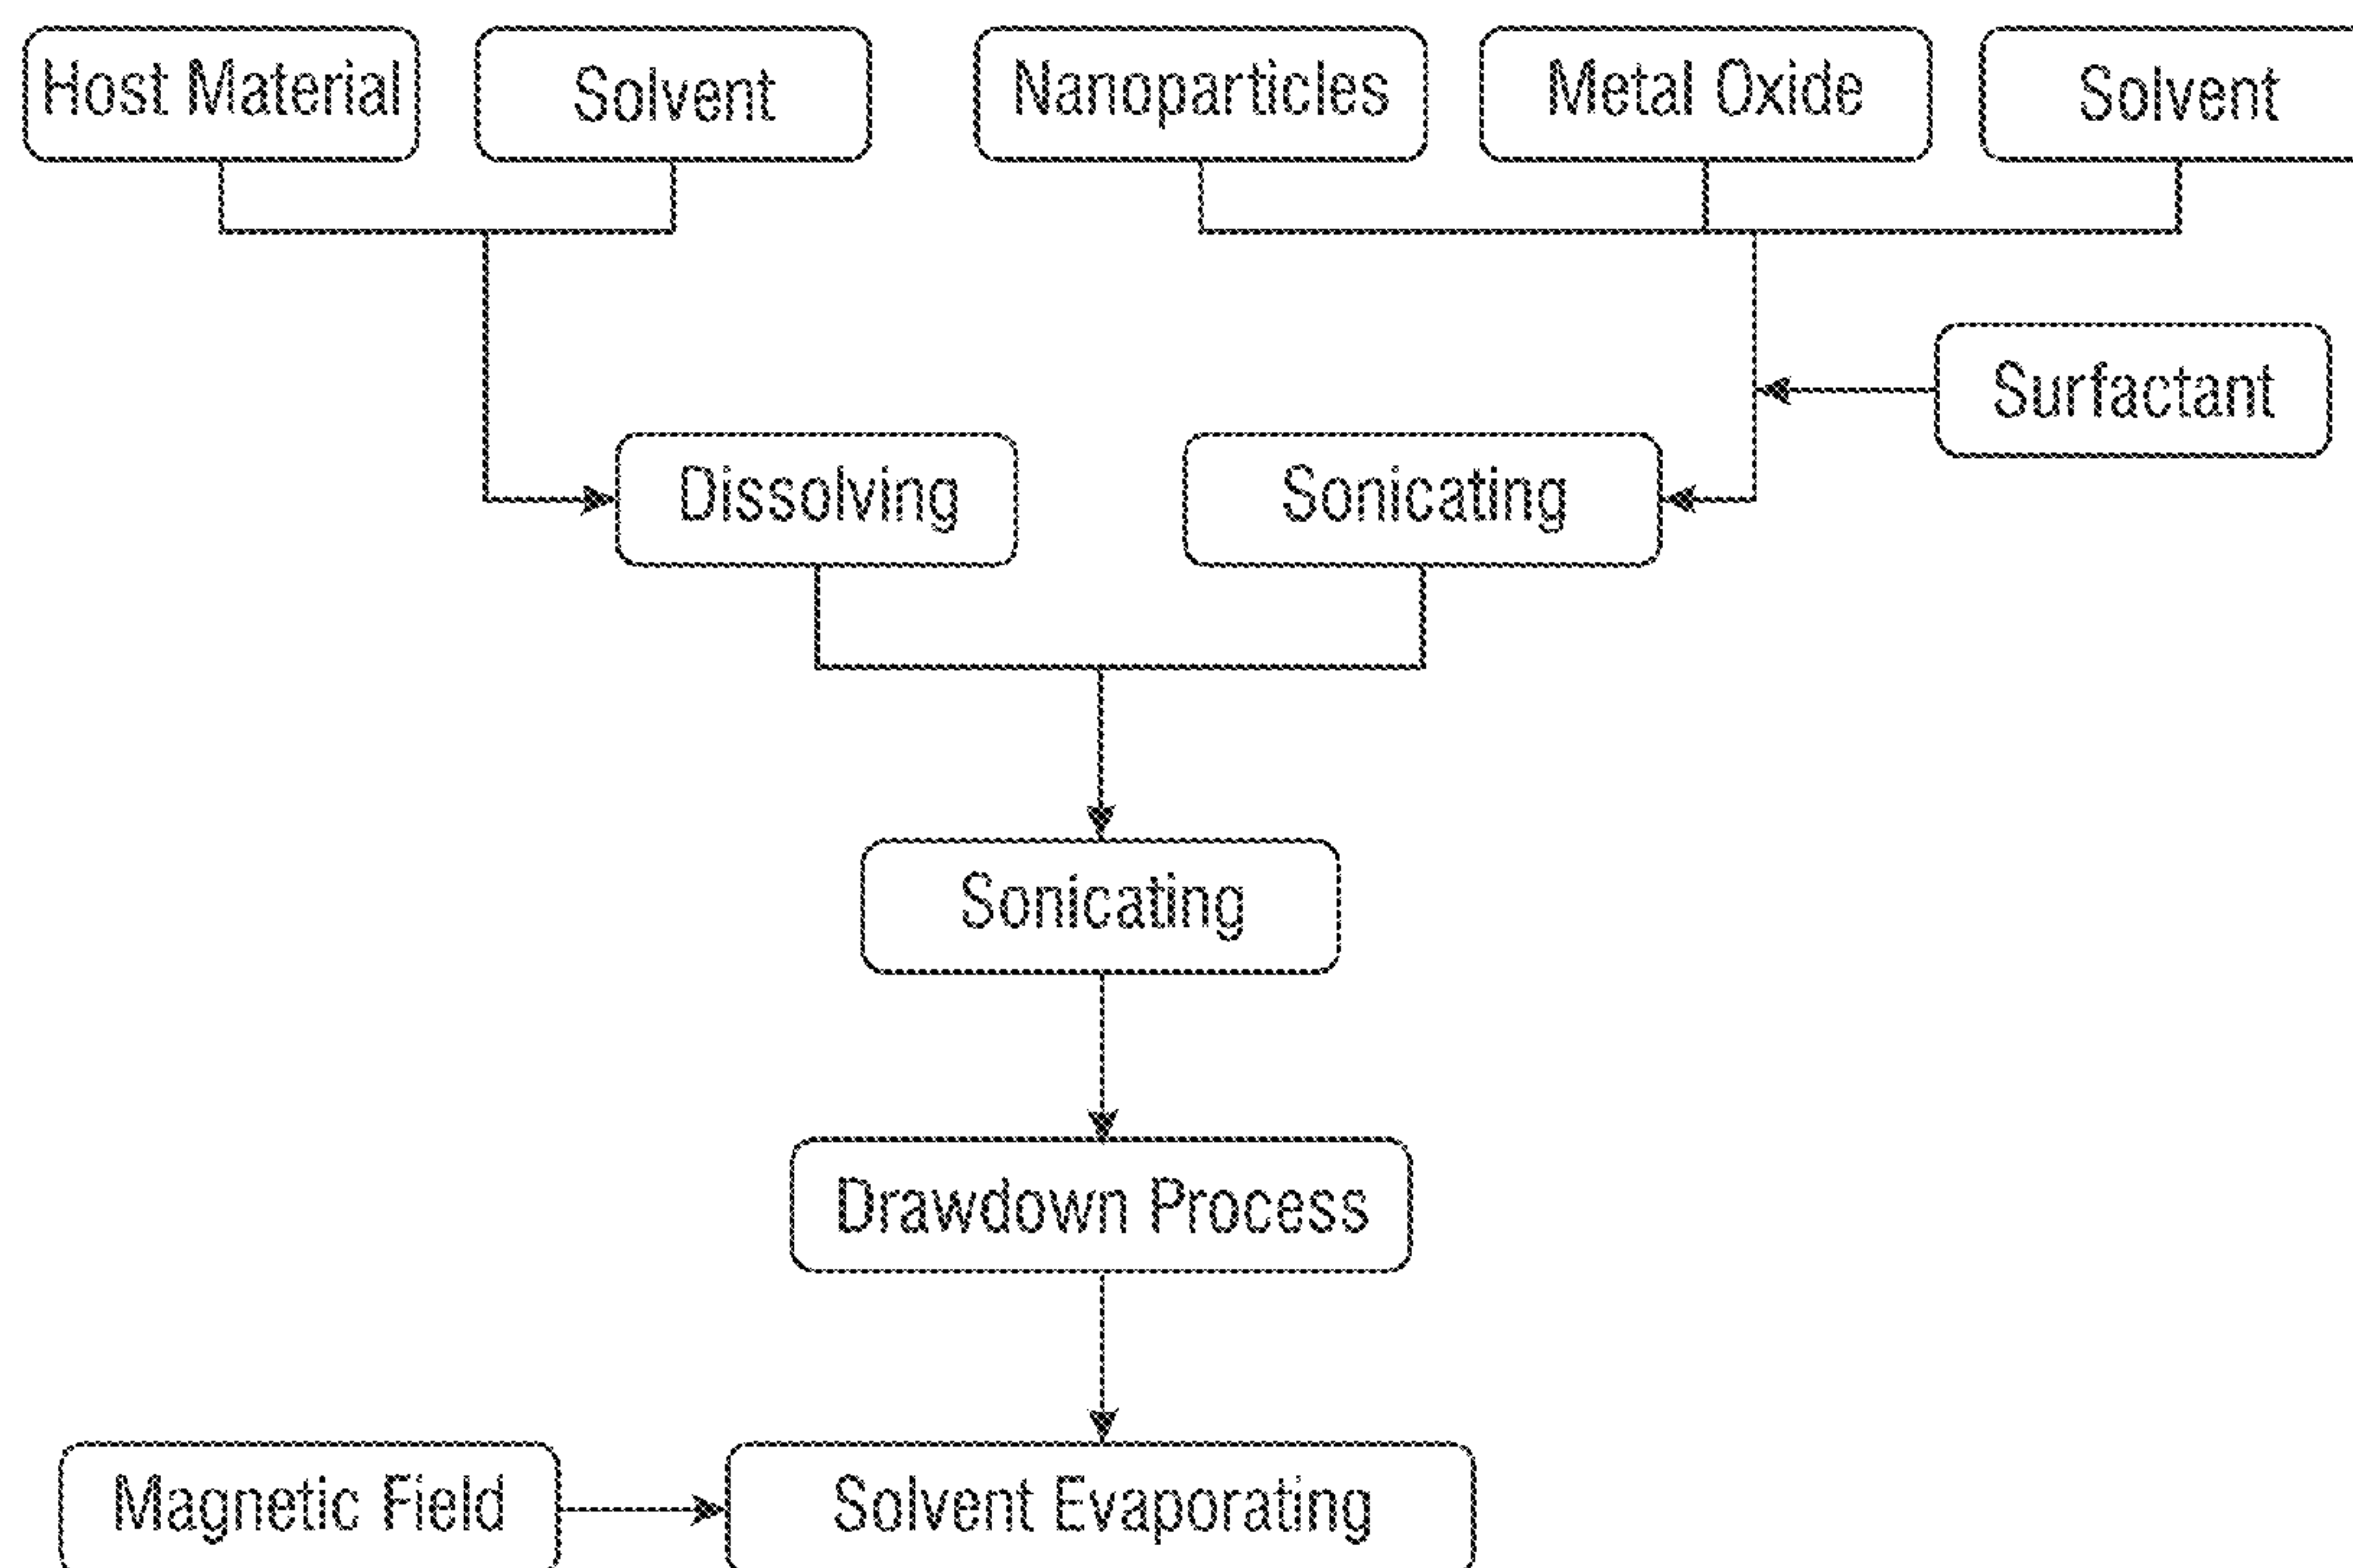 Host Material
Solvent
Nanoparticles
Metal Oxide
Solvent
Surfactant
Dissolving
Sonicating
Sonicating
Drawdown Process
Magnetic Field
Solvent Evaporating